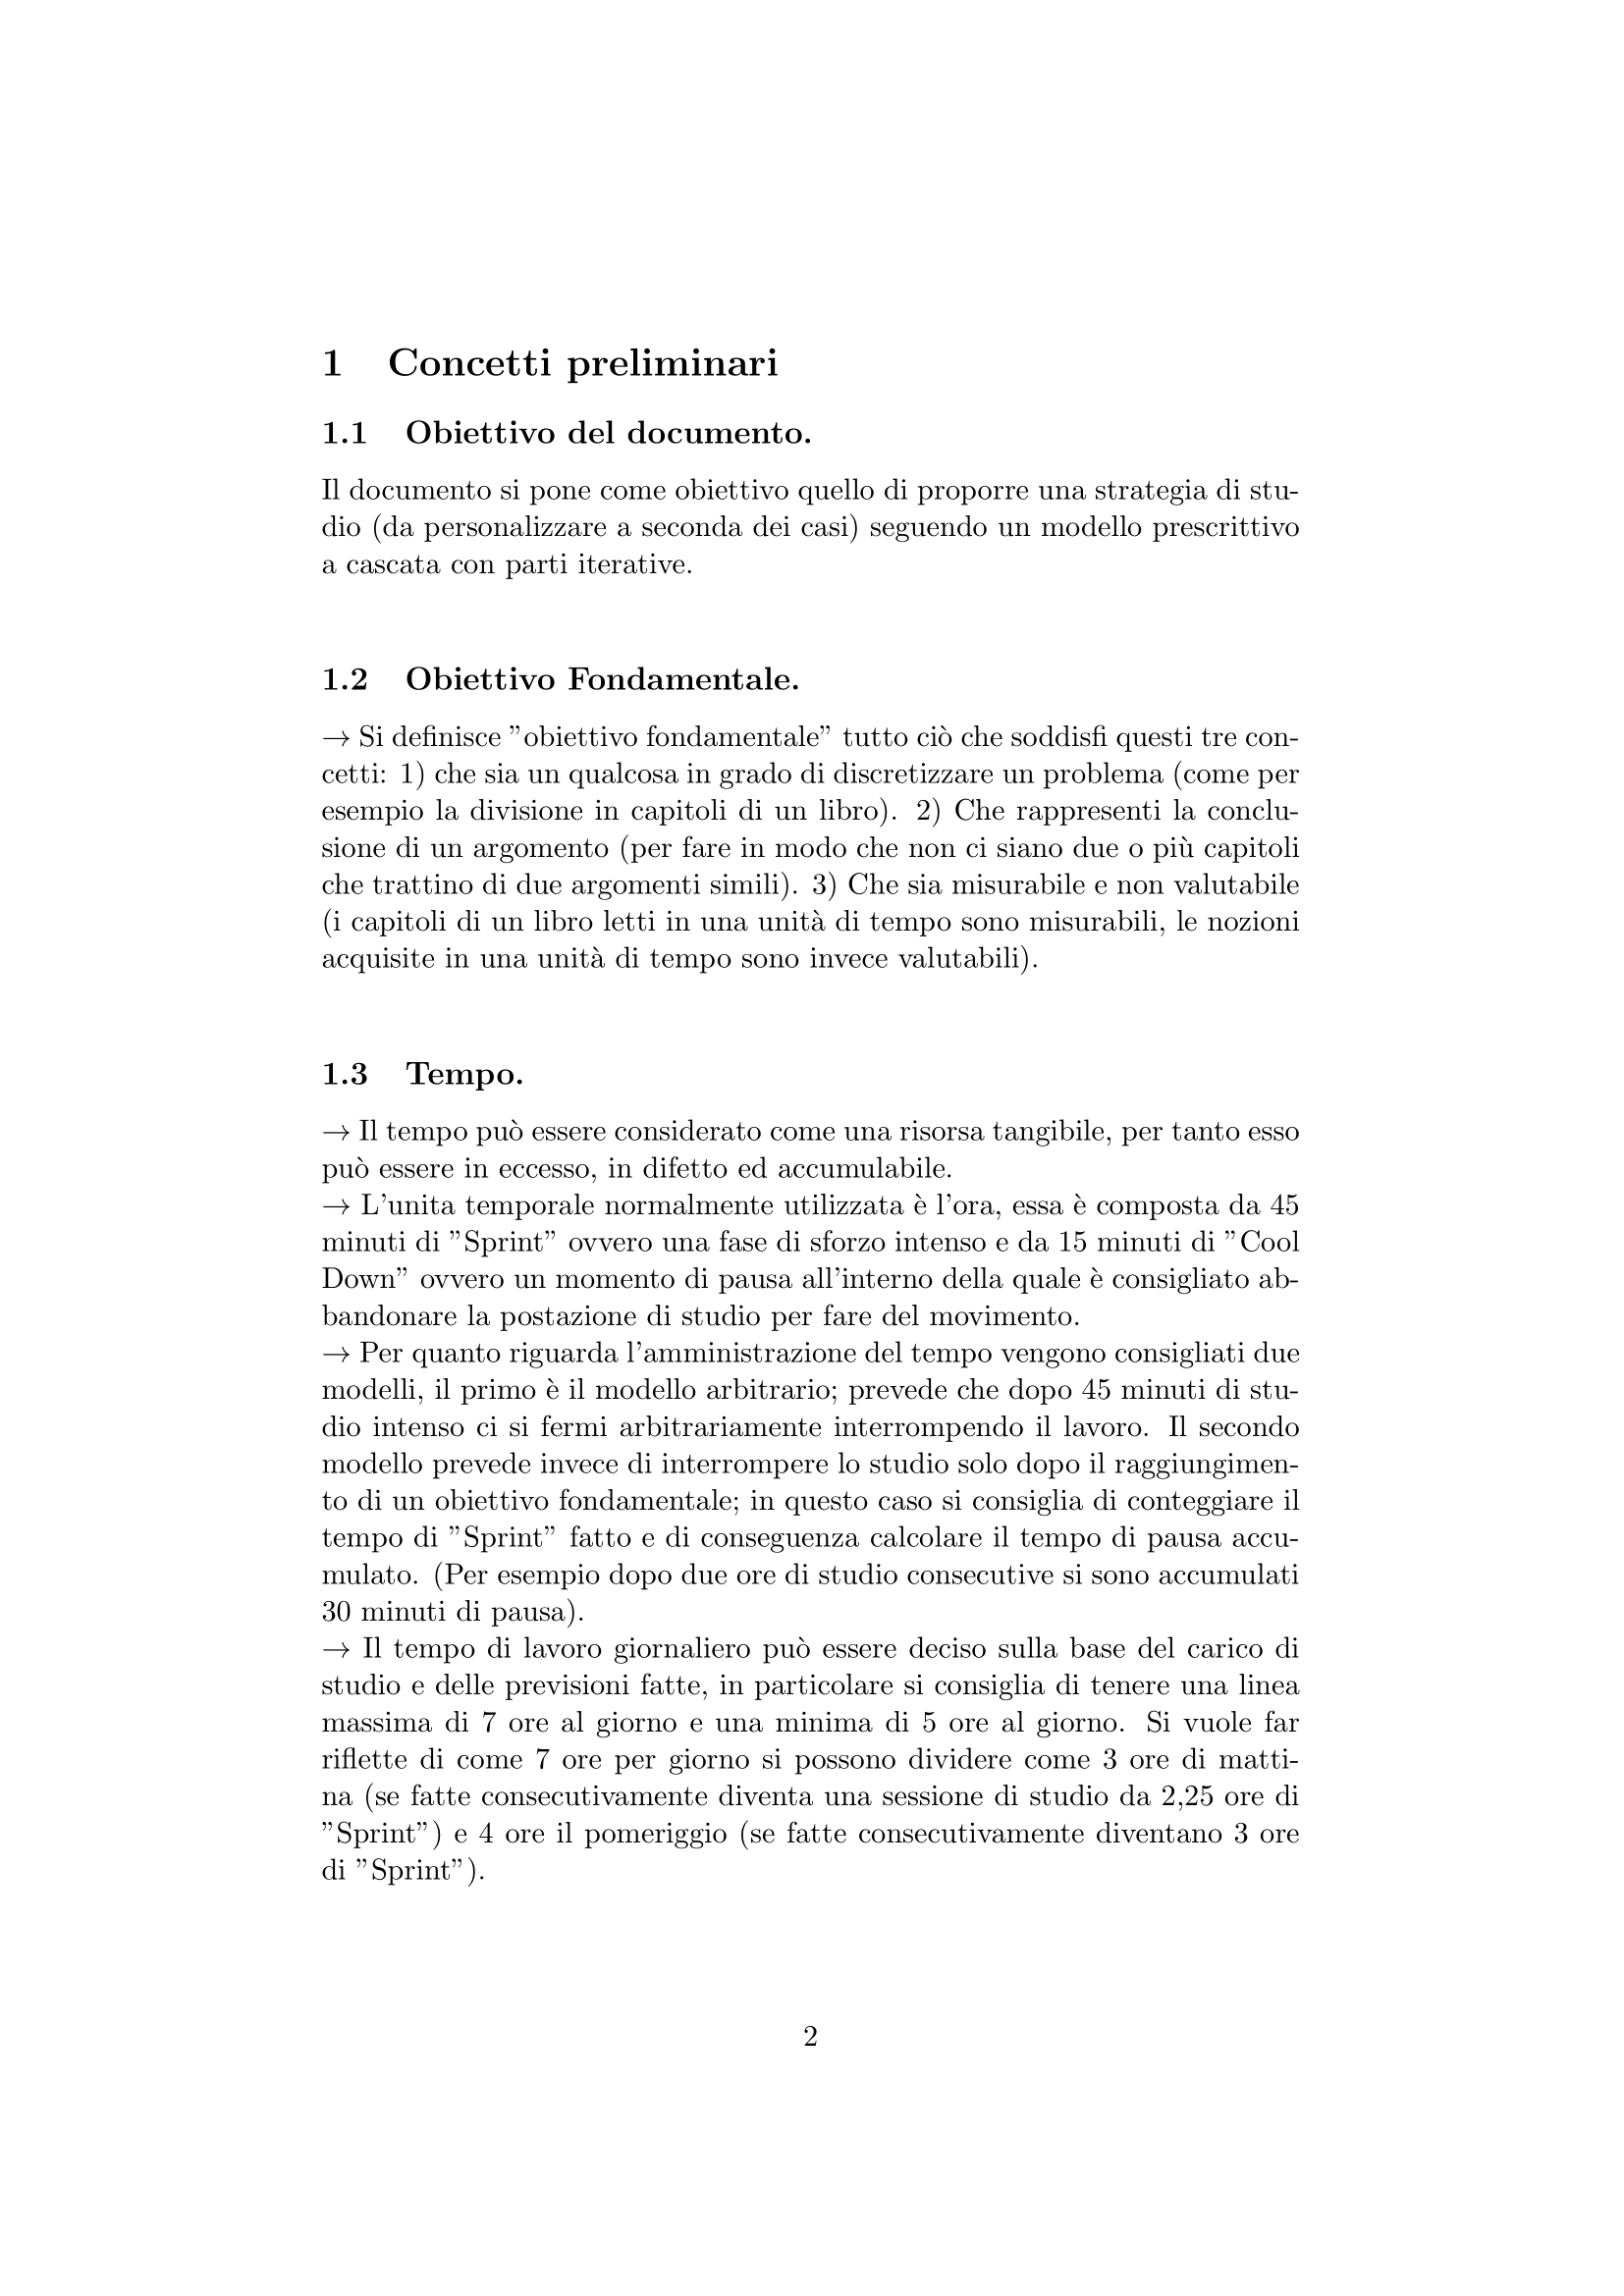 1 Concetti preliminari
1.1 Obiettivo del documento.
Il documento si pone come obiettivo quello di proporre una strategia di stu-
dio (da personalizzare a seconda dei casi) seguendo un modello prescrittivo
a cascata con parti iterative.
1.2 Obiettivo Fondamentale.
→ Si definisce ”obiettivo fondamentale” tutto ciò che soddisfi questi tre con-
cetti: 1) che sia un qualcosa in grado di discretizzare un problema (come per
esempio la divisione in capitoli di un libro). 2) Che rappresenti la conclu-
sione di un argomento (per fare in modo che non ci siano due o più capitoli
che trattino di due argomenti simili). 3) Che sia misurabile e non valutabile
(i capitoli di un libro letti in una unità di tempo sono misurabili, le nozioni
acquisite in una unità di tempo sono invece valutabili).
1.3 Tempo.
→ Il tempo può essere considerato come una risorsa tangibile, per tanto esso
può essere in eccesso, in difetto ed accumulabile.
→ L’unita temporale normalmente utilizzata è l’ora, essa è composta da 45
minuti di ”Sprint” ovvero una fase di sforzo intenso e da 15 minuti di ”Cool
Down” ovvero un momento di pausa all’interno della quale è consigliato ab-
bandonare la postazione di studio per fare del movimento.
→ Per quanto riguarda l’amministrazione del tempo vengono consigliati due
modelli, il primo è il modello arbitrario; prevede che dopo 45 minuti di stu-
dio intenso ci si fermi arbitrariamente interrompendo il lavoro. Il secondo
modello prevede invece di interrompere lo studio solo dopo il raggiungimen-
to di un obiettivo fondamentale; in questo caso si consiglia di conteggiare il
tempo di ”Sprint” fatto e di conseguenza calcolare il tempo di pausa accu-
mulato. (Per esempio dopo due ore di studio consecutive si sono accumulati
30 minuti di pausa).
→ Il tempo di lavoro giornaliero può essere deciso sulla base del carico di
studio e delle previsioni fatte, in particolare si consiglia di tenere una linea
massima di 7 ore al giorno e una minima di 5 ore al giorno. Si vuole far
riflette di come 7 ore per giorno si possono dividere come 3 ore di matti-
na (se fatte consecutivamente diventa una sessione di studio da 2,25 ore di
”Sprint”) e 4 ore il pomeriggio (se fatte consecutivamente diventano 3 ore
di ”Sprint”).
2